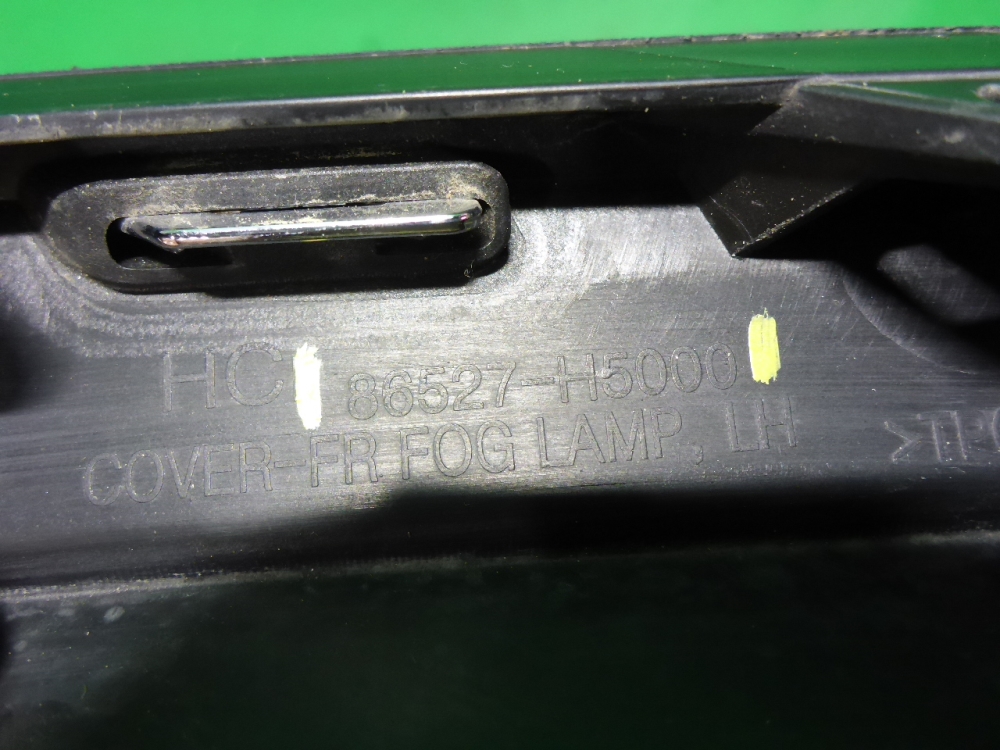 HC 86527-H5000
COVER-FR FOG LAMP, LH